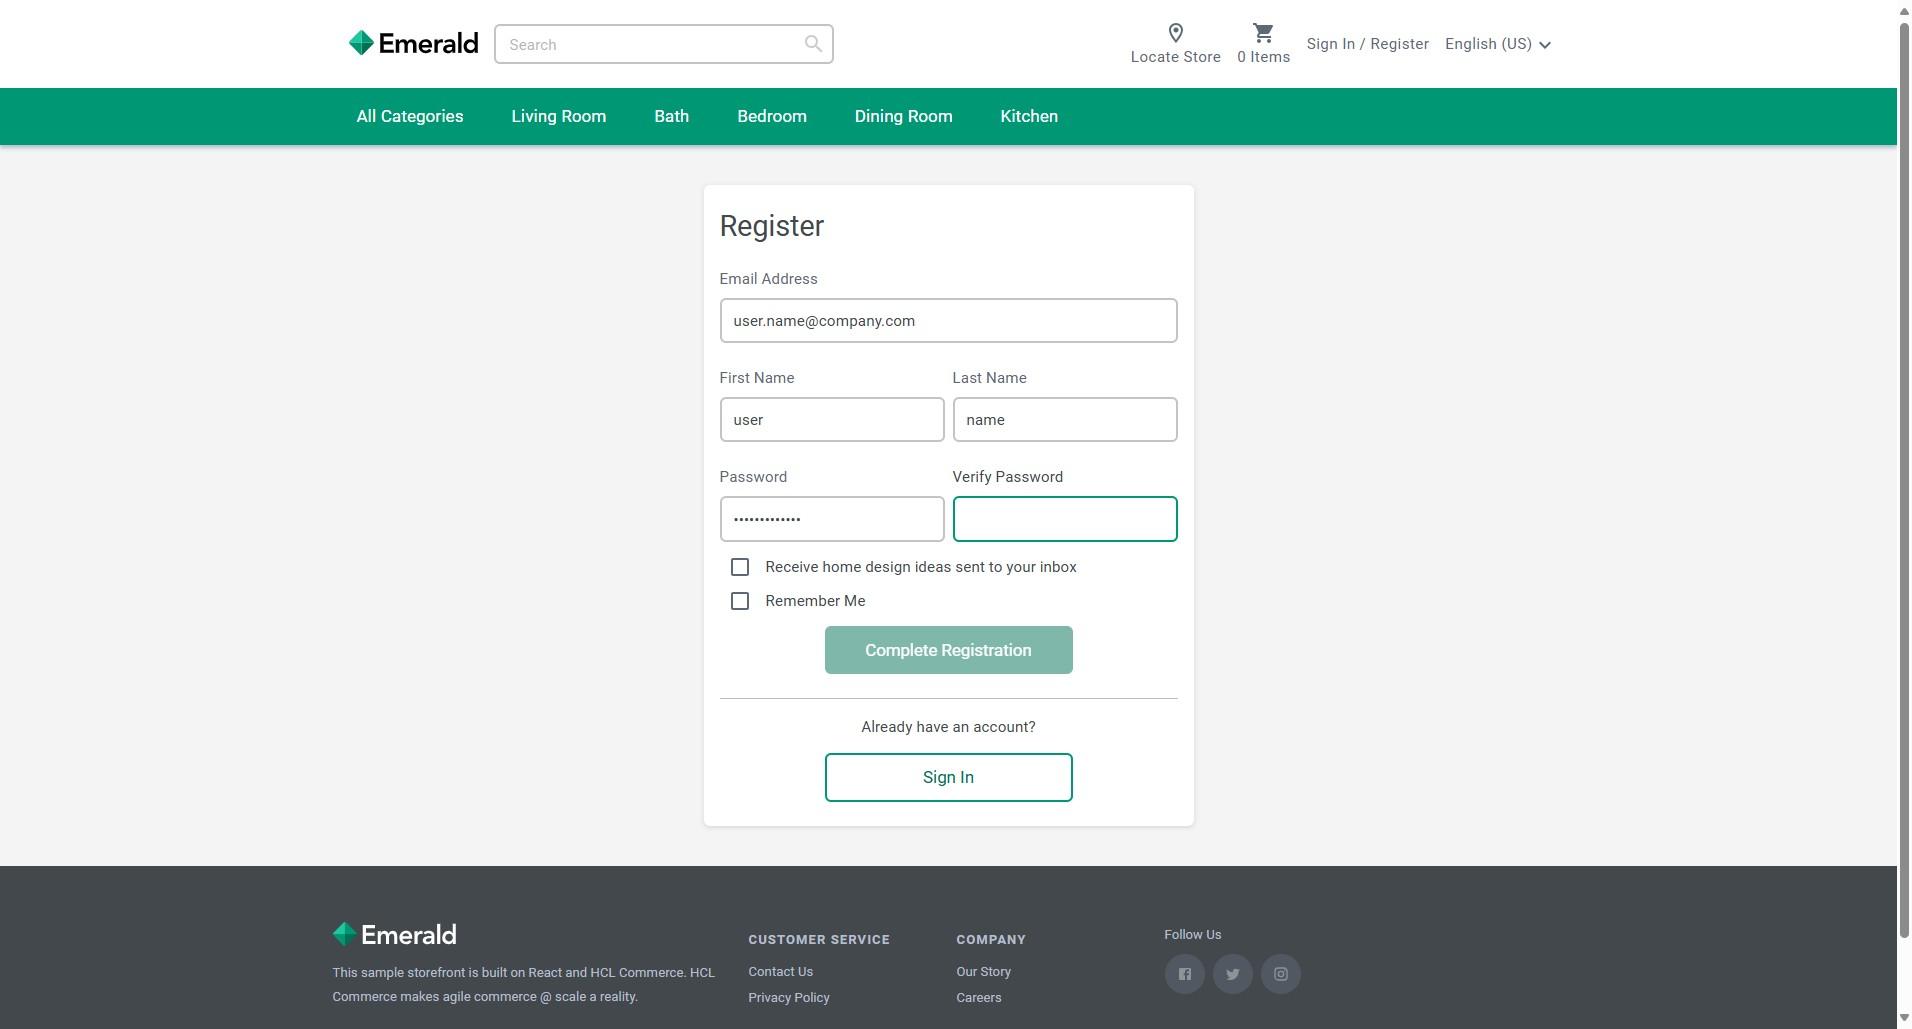 Emerald
Search
Locate Store
0 Items
Sign In / Register
English (US)
All Categories
Living Room
Bath
Bedroom
Dining Room
Kitchen
Register
Email Address
user.name@company.com
First Name
Last Name
user
name
Password
Verify Password
•••••••••••••
Receive home design ideas sent to your inbox
Remember Me
Complete Registration
Already have an account?
Sign In
Emerald
This sample storefront is built on React and HCL Commerce. HCL
Commerce makes agile commerce @ scale a reality.
CUSTOMER SERVICE
Contact Us
Privacy Policy
COMPANY
Our Story
Careers
Follow Us